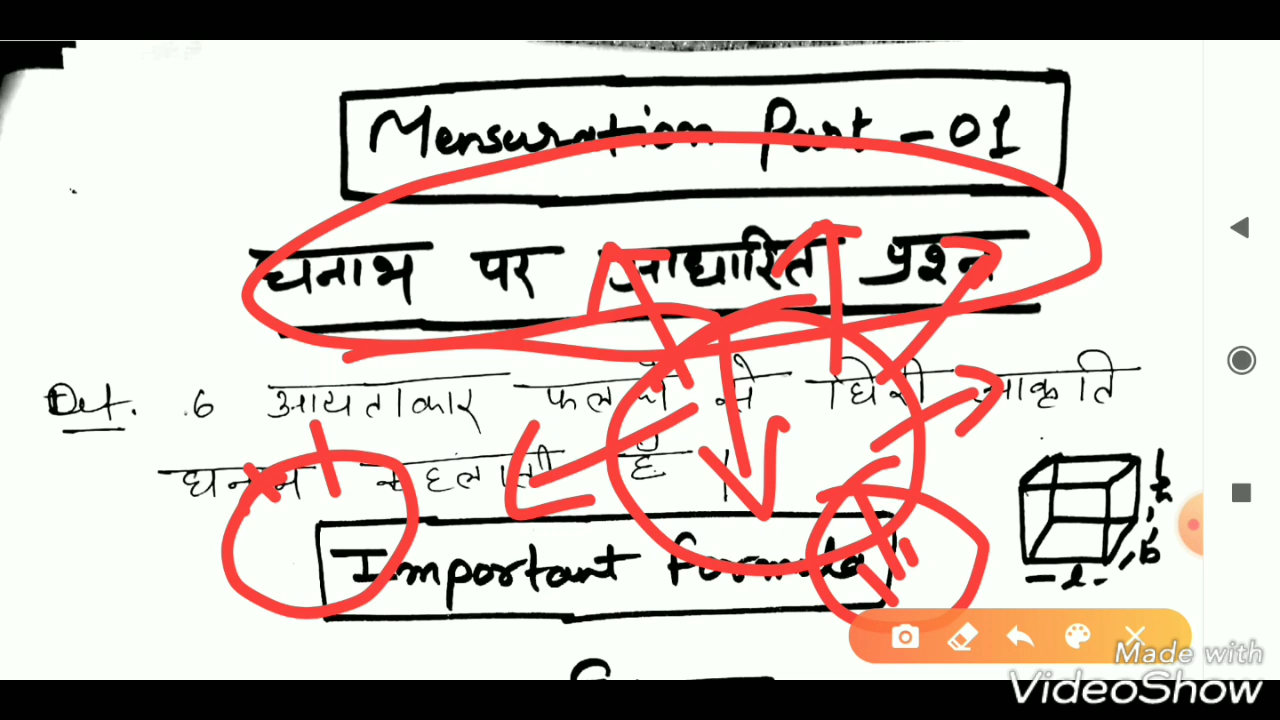 Mensuration Part - 01
घनाभ पर आधारित प्रश्न
Def. 6 आयताकार फलकों से घिरी आकृति
घनाभ कहलाती है ।
Important formula
h
b
l
Made with
VideoShow